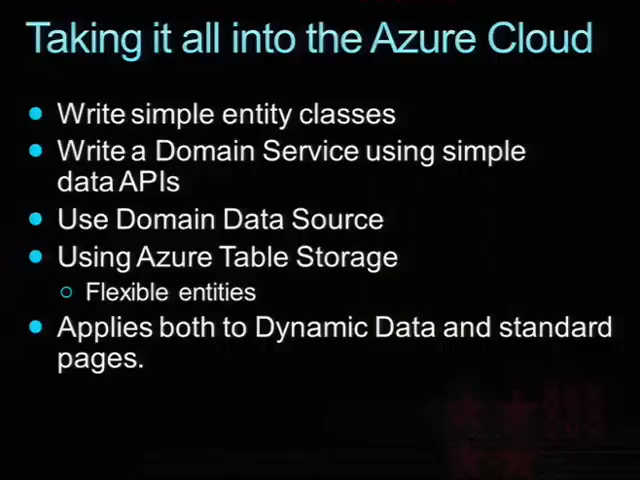 Taking it all into the Azure Cloud
Write simple entity classes
Write a Domain Service using simple
data APIs
Use Domain Data Source
Using Azure Table Storage
Flexible entities
Applies both to Dynamic Data and standard
pages.